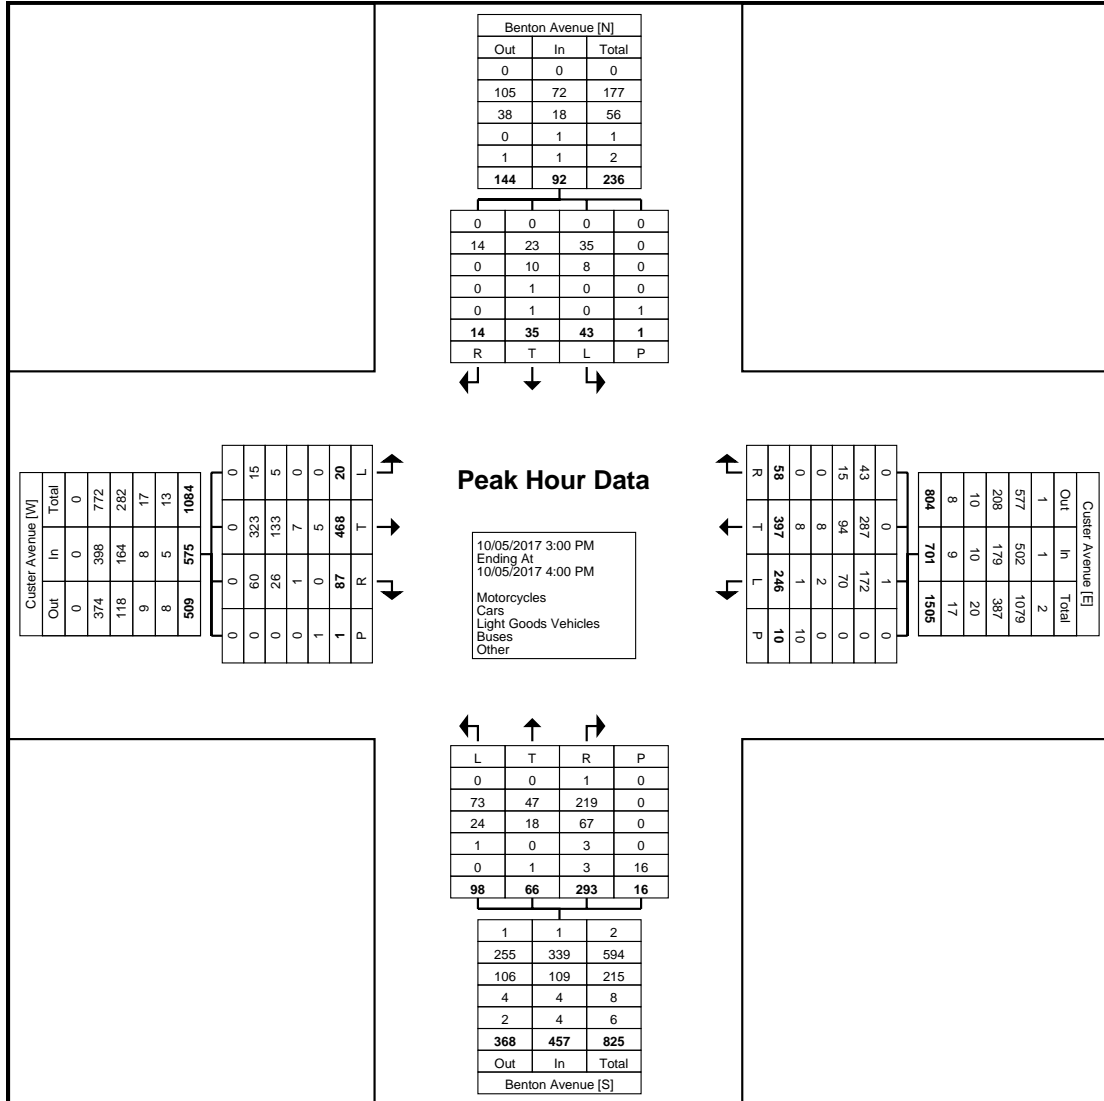 Benton Avenue [N]
Out In Total
0 0 0
105 72 177
38 18 56
0 1 1
1 1 2
144 92 236
0 0 0 0
14 23 35 0
0 10 8 0
0 1 0 0
0 1 0 1
14 35 43 1
R T L P
Custer Avenue [W]
Total 0 772 282 17 13 1084
In 0 398 164 8 5 575
Out 0 374 118 9 8 509
0 15 5 0 0 20 L
0 323 133 7 5 468 T
0 60 26 1 0 87 R
0 0 0 0 1 1 P
Peak Hour Data
10/05/2017 3:00 PM
Ending At
10/05/2017 4:00 PM
Motorcycles
Cars
Light Goods Vehicles
Buses
Other
R 58 0 0 15 43 0
T 397 8 8 94 287 0
L 246 1 2 70 172 1
P 10 10 0 0 0 0
Custer Avenue [E]
Out 1 577 208 10 8 804
In 1 502 179 10 9 701
Total 2 1079 387 20 17 1505
L T R P
0 0 1 0
73 47 219 0
24 18 67 0
1 0 3 0
0 1 3 16
98 66 293 16
1 1 2
255 339 594
106 109 215
4 4 8
2 4 6
368 457 825
Out In Total
Benton Avenue [S]